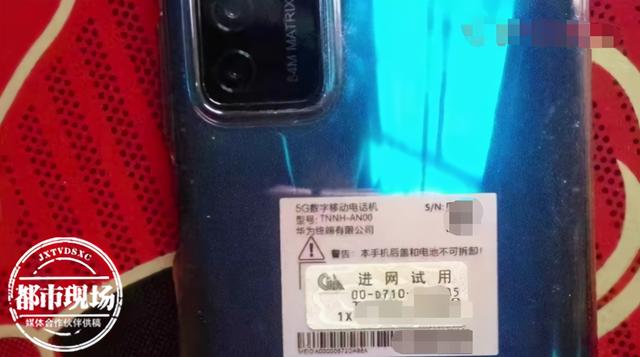 64M MATRIX
5G数字移动电话机 S/N:
型号: TNNH-AN00
华为终端有限公司
警告: 本手机后盖和电池不可拆卸!
进网试用
00-D710- 5
1X
JXTVDSXC
都市现场
媒体合作伙伴供稿